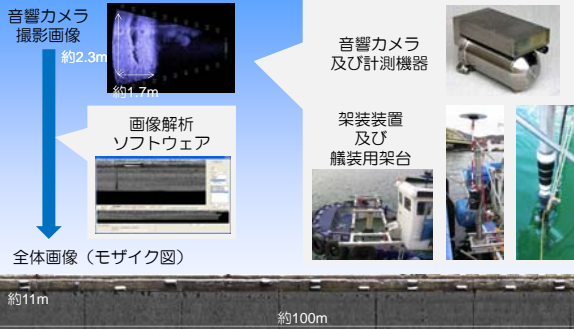 音響カメラ
撮影画像
約2.3m
約1.7m
画像解析
ソフトウェア
全体画像（モザイク図）
音響カメラ
及び計測機器
架装装置
及び
艤装用架台
約11m
約100m